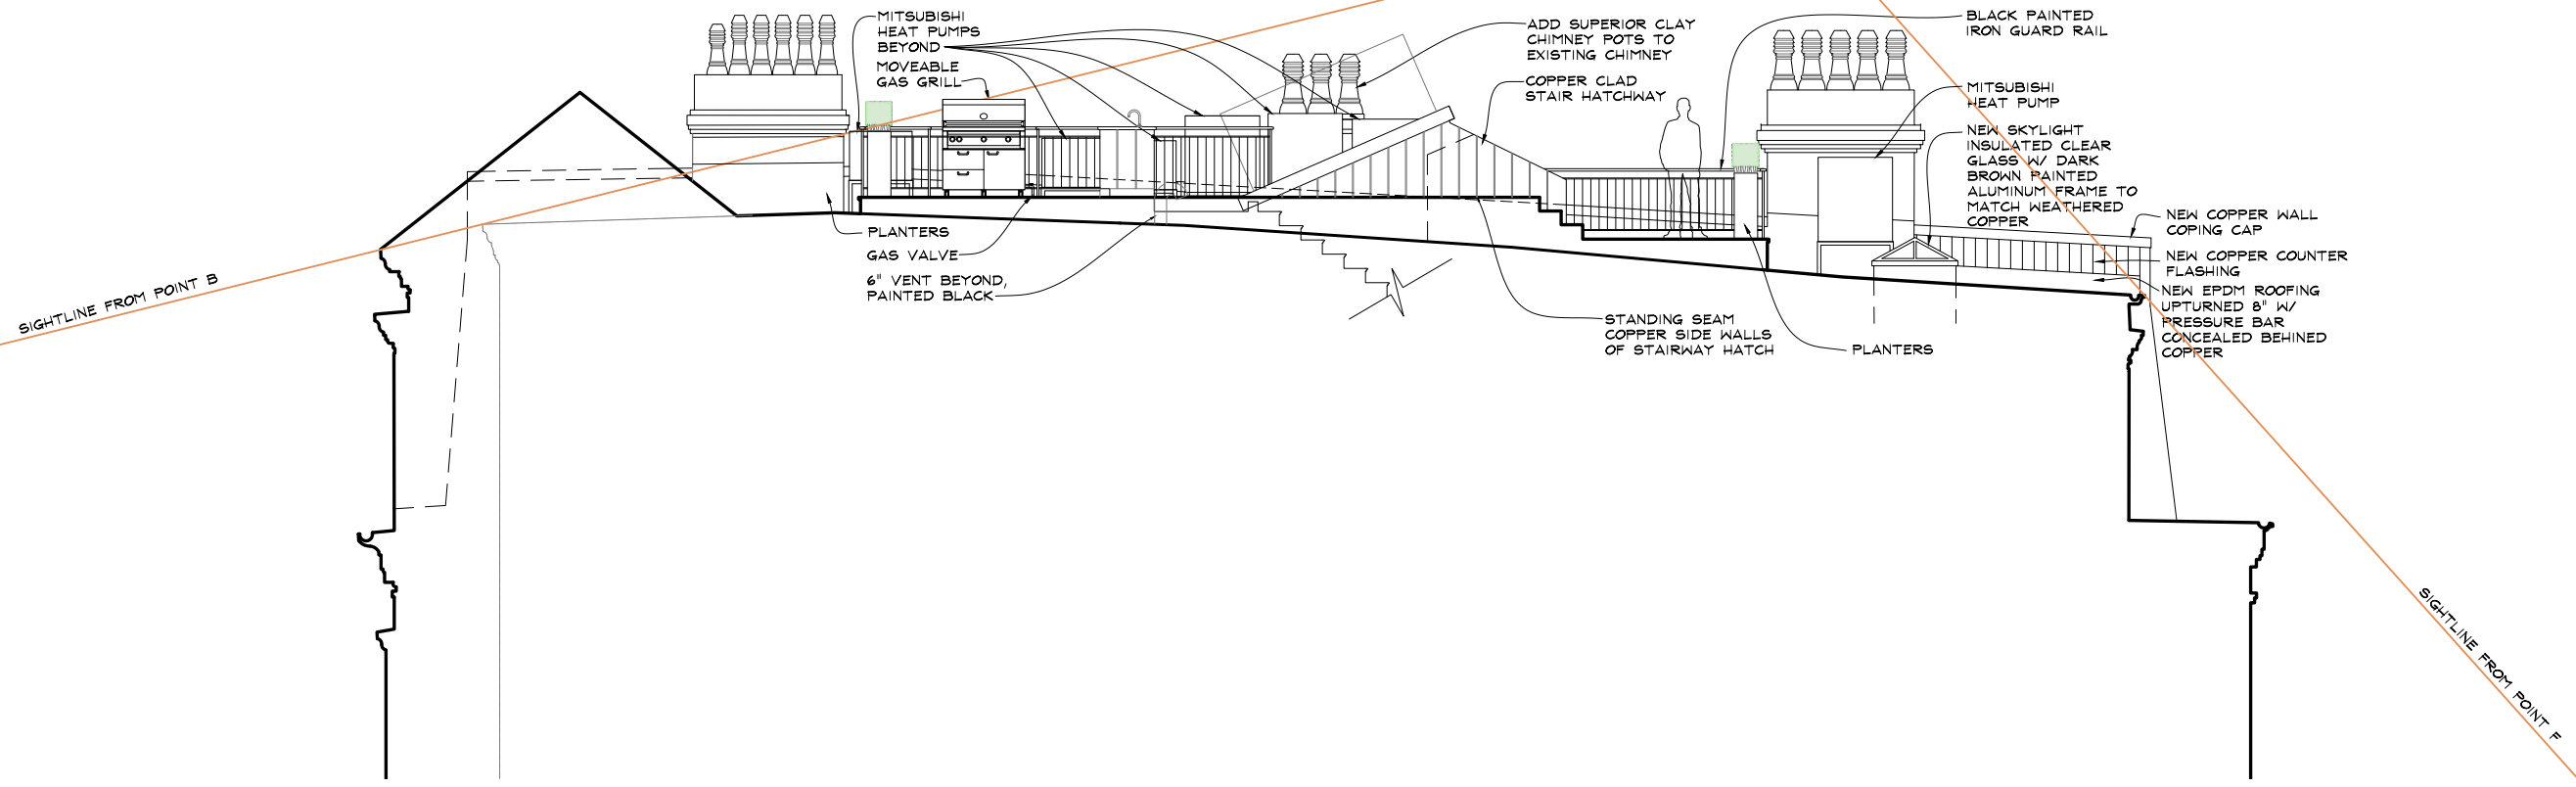 MITSUBISHI
HEAT PUMPS
BEYOND
MOVEABLE
GAS GRILL
ADD SUPERIOR CLAY
CHIMNEY POTS TO
EXISTING CHIMNEY
COPPER CLAD
STAIR HATCHWAY
BLACK PAINTED
IRON GUARD RAIL
MITSUBISHI
HEAT PUMP
NEW SKYLIGHT
INSULATED CLEAR
GLASS W/ DARK
BROWN PAINTED
ALUMINUM FRAME TO
MATCH WEATHERED
COPPER
NEW COPPER WALL
COPING CAP
NEW COPPER COUNTER
FLASHING
NEW EPDM ROOFING
UPTURNED 8" W/
PRESSURE BAR
CONCEALED BEHINED
COPPER
PLANTERS
GAS VALVE
6" VENT BEYOND,
PAINTED BLACK
STANDING SEAM
COPPER SIDE WALLS
OF STAIRWAY HATCH
PLANTERS
SIGHTLINE FROM POINT B
SIGHTLINE FROM POINT F